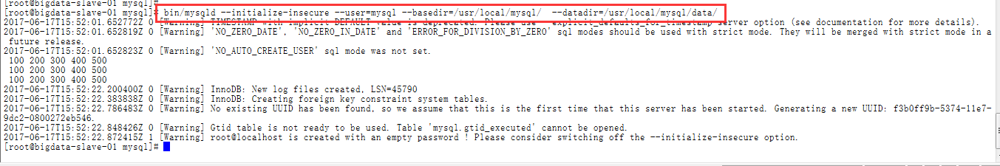 [root@bigdata-slave-01 mysql]#
[root@bigdata-slave-01 mysql]# bin/mysqld --initialize-insecure --user=mysql --basedir=/usr/local/mysql/  --datadir=/usr/local/mysql/data/
2017-06-17T15:52:01.652772Z 0 [Warning] TIMESTAMP with implicit DEFAULT value is deprecated. Please use --explicit_defaults_for_timestamp server option (see documentation for more details).
2017-06-17T15:52:01.652819Z 0 [Warning] 'NO_ZERO_DATE', 'NO_ZERO_IN_DATE' and 'ERROR_FOR_DIVISION_BY_ZERO' sql modes should be used with strict mode. They will be merged with strict mode in a
future release.
2017-06-17T15:52:01.652823Z 0 [Warning] 'NO_AUTO_CREATE_USER' sql mode was not set.
100 200 300 400 500
100 200 300 400 500
100 200 300 400 500
2017-06-17T15:52:22.200400Z 0 [Warning] InnoDB: New log files created, LSN=45790
2017-06-17T15:52:22.383838Z 0 [Warning] InnoDB: Creating foreign key constraint system tables.
2017-06-17T15:52:22.786483Z 0 [Warning] No existing UUID has been found, so we assume that this is the first time that this server has been started. Generating a new UUID: f3b0ff9b-5374-11e7-
9dc2-0800272eb546.
2017-06-17T15:52:22.848426Z 0 [Warning] Gtid table is not ready to be used. Table 'mysql.gtid_executed' cannot be opened.
2017-06-17T15:52:22.872415Z 1 [Warning] root@localhost is created with an empty password ! Please consider switching off the --initialize-insecure option.
[root@bigdata-slave-01 mysql]#